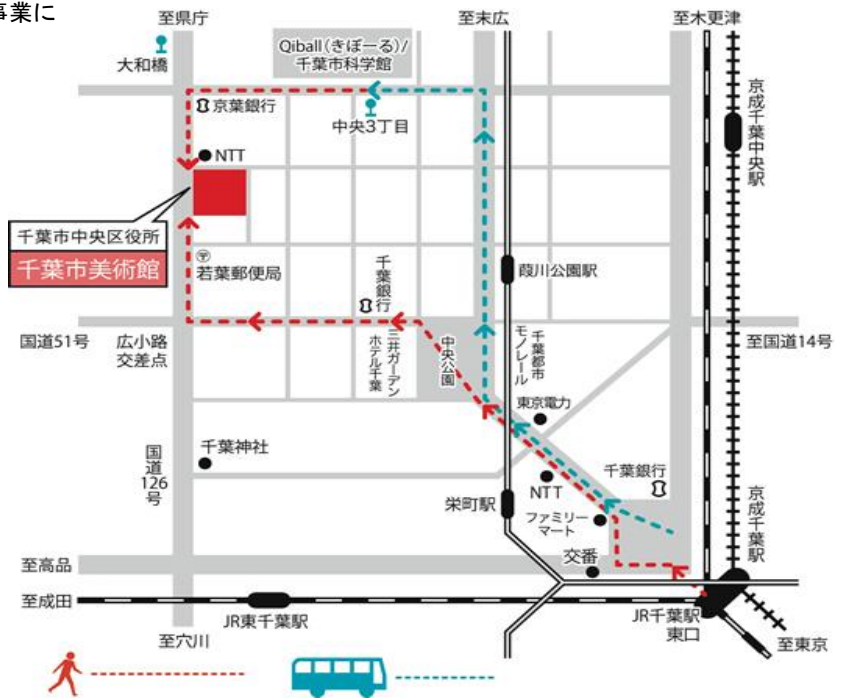 事業に
至県庁
至末広
至木更津
大和橋
Qiball(きぼーる)/
千葉市科学館
京葉銀行
中央3丁目
京成千葉中央駅
NTT
千葉市中央区役所
千葉市美術館
若葉郵便局
千葉銀行
葭川公園駅
国道51号
広小路
交差点
三井ガーデン
ホテル千葉
中央公園
千葉都市
モノレール
至国道14号
東京電力
千葉神社
国道126号
千葉銀行
NTT
栄町駅
ファミリー
マート
京成千葉駅
交番
至高品
至成田
JR東千葉駅
JR千葉駅
東口
至穴川
至東京